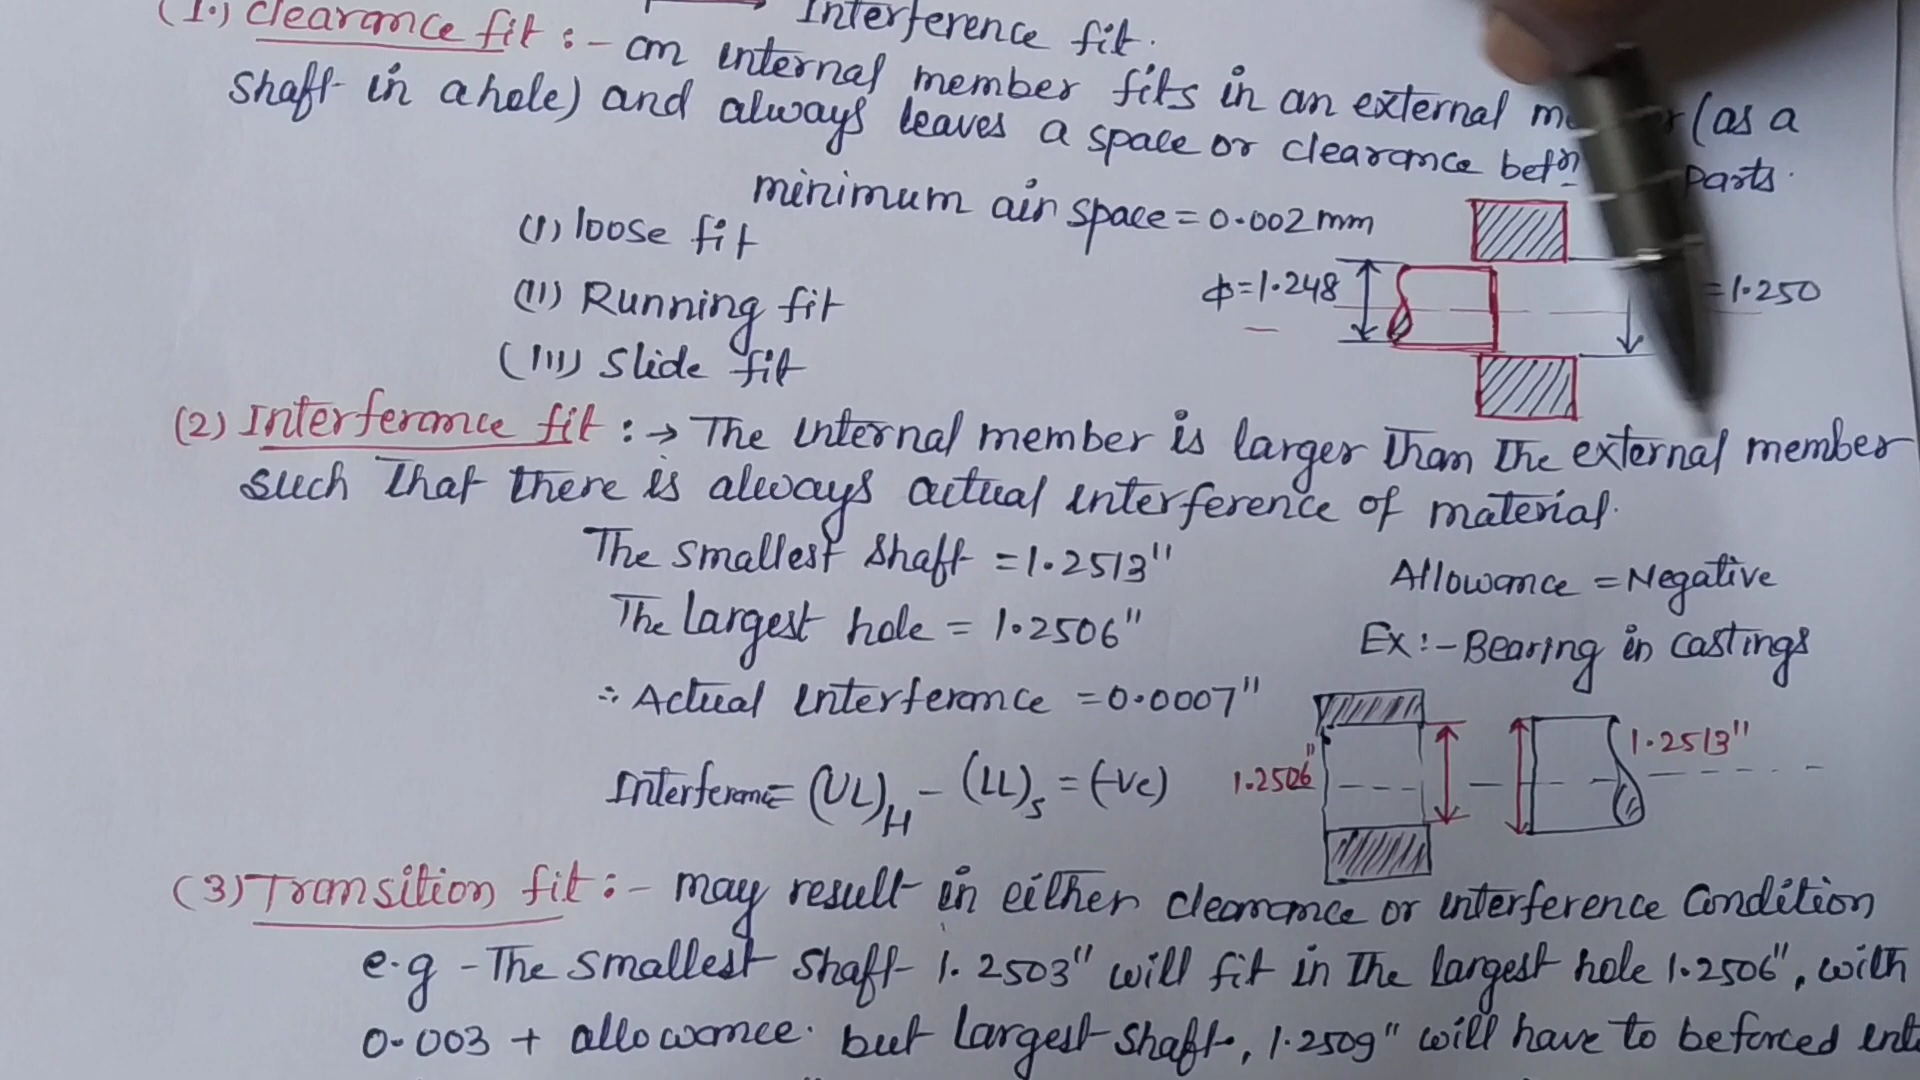 Interference fit.
(1.) clearance fit :- an internal member fits in an external (as a
shaft in a hole) and always leaves a space or clearance betn parts.
minimum air space = 0.002 mm
(I) loose fit
(II) Running fit
(III) Slide fit
ϕ=1.248
=1.250
(2) Interference fit :→ The internal member is larger than the external member
such that there is always actual interference of material.
The smallest shaft = 1.2513"
The largest hole = 1.2506"
∴ Actual interference = 0.0007"
Allowance = Negative
Ex:- Bearing in castings
Interference = (UL)H - (LL)S = (-ve)
1.2506"
1.2513"
(3) Transition fit :- may result in either clearance or interference condition
e.g - The smallest shaft 1.2503" will fit in the largest hole 1.2506", with
0.003 + allowance. but largest shaft, 1.2509" will have to be forced